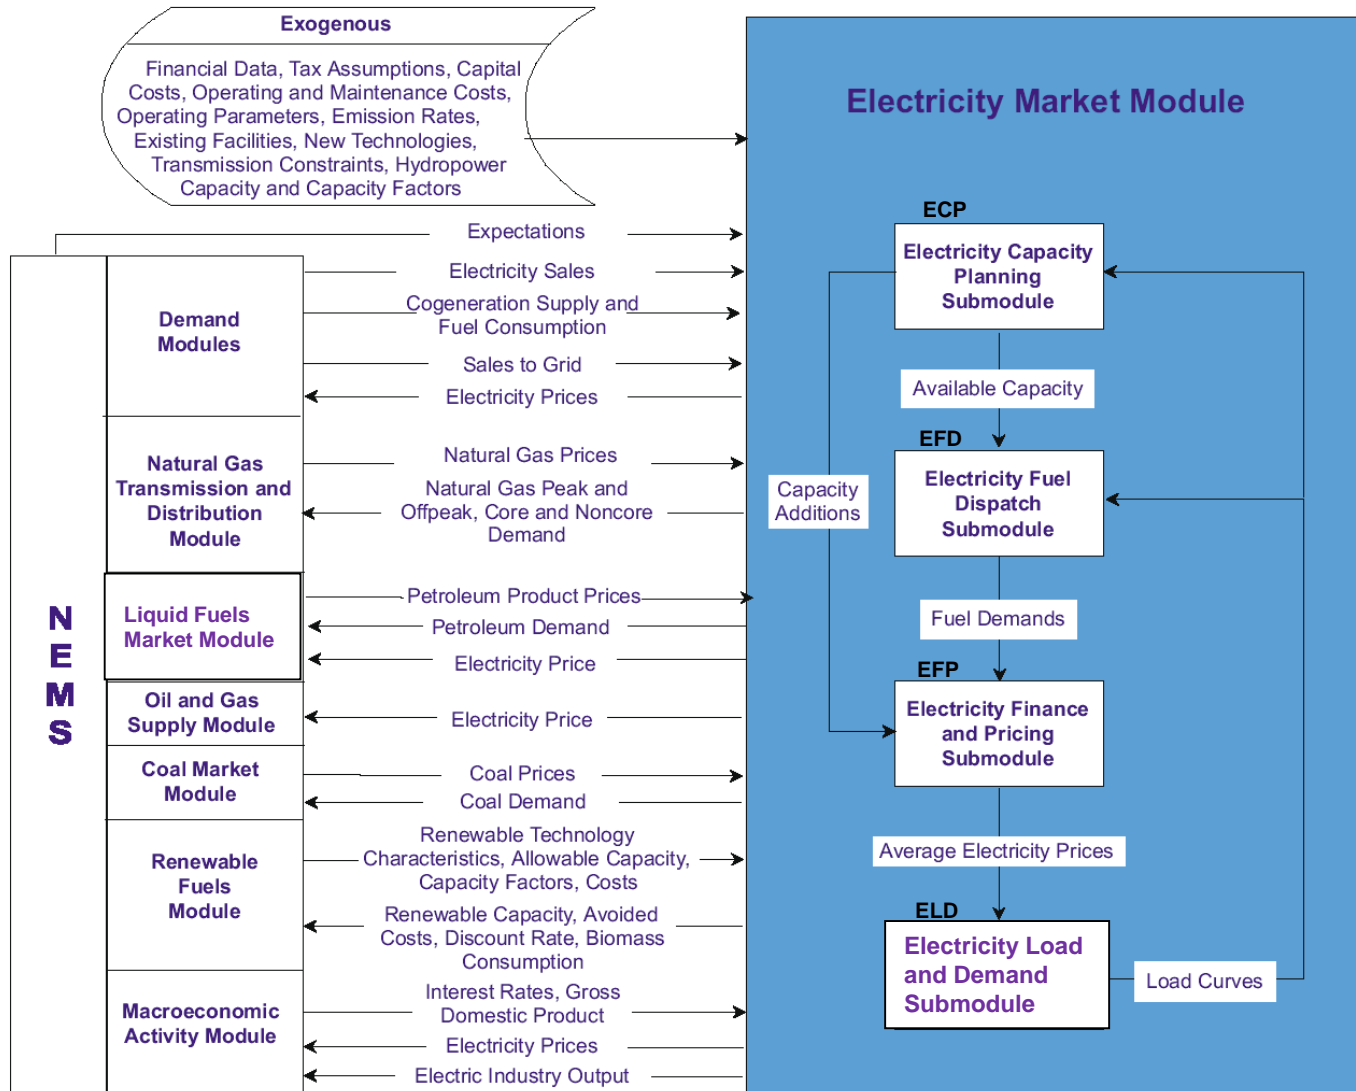 Exogenous
Financial Data, Tax Assumptions, Capital
Costs, Operating and Maintenance Costs,
Operating Parameters, Emission Rates,
Existing Facilities, New Technologies,
Transmission Constraints, Hydropower
Capacity and Capacity Factors
Electricity Market Module
N
E
M
S
Demand
Modules
Natural Gas
Transmission and
Distribution
Module
Liquid Fuels
Market Module
Oil and Gas
Supply Module
Coal Market
Module
Renewable
Fuels
Module
Macroeconomic
Activity Module
Expectations
Electricity Sales
Cogeneration Supply and
Fuel Consumption
Sales to Grid
Electricity Prices
Natural Gas Prices
Natural Gas Peak and
Offpeak, Core and Noncore
Demand
Petroleum Product Prices
Petroleum Demand
Electricity Price
Electricity Price
Coal Prices
Coal Demand
Renewable Technology
Characteristics, Allowable Capacity,
Capacity Factors, Costs
Renewable Capacity, Avoided
Costs, Discount Rate, Biomass
Consumption
Interest Rates, Gross
Domestic Product
Electricity Prices
Electric Industry Output
ECP
Electricity Capacity
Planning
Submodule
Available Capacity
EFD
Electricity Fuel
Dispatch
Submodule
Capacity
Additions
Fuel Demands
EFP
Electricity Finance
and Pricing
Submodule
Average Electricity Prices
ELD
Electricity Load
and Demand
Submodule
Load Curves